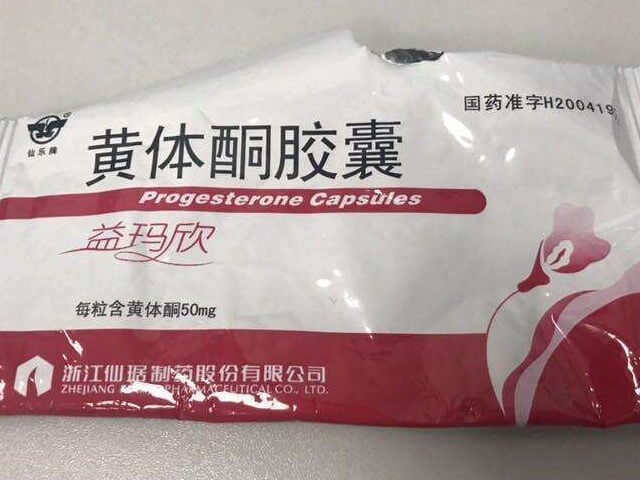 国药准字H200419
仙乐牌
黄体酮胶囊
Progesterone Capsules
益玛欣
每粒含黄体酮50mg
浙江仙琚制药股份有限公司
ZHEJIANG PHARMACEUTICAL CO., LTD.